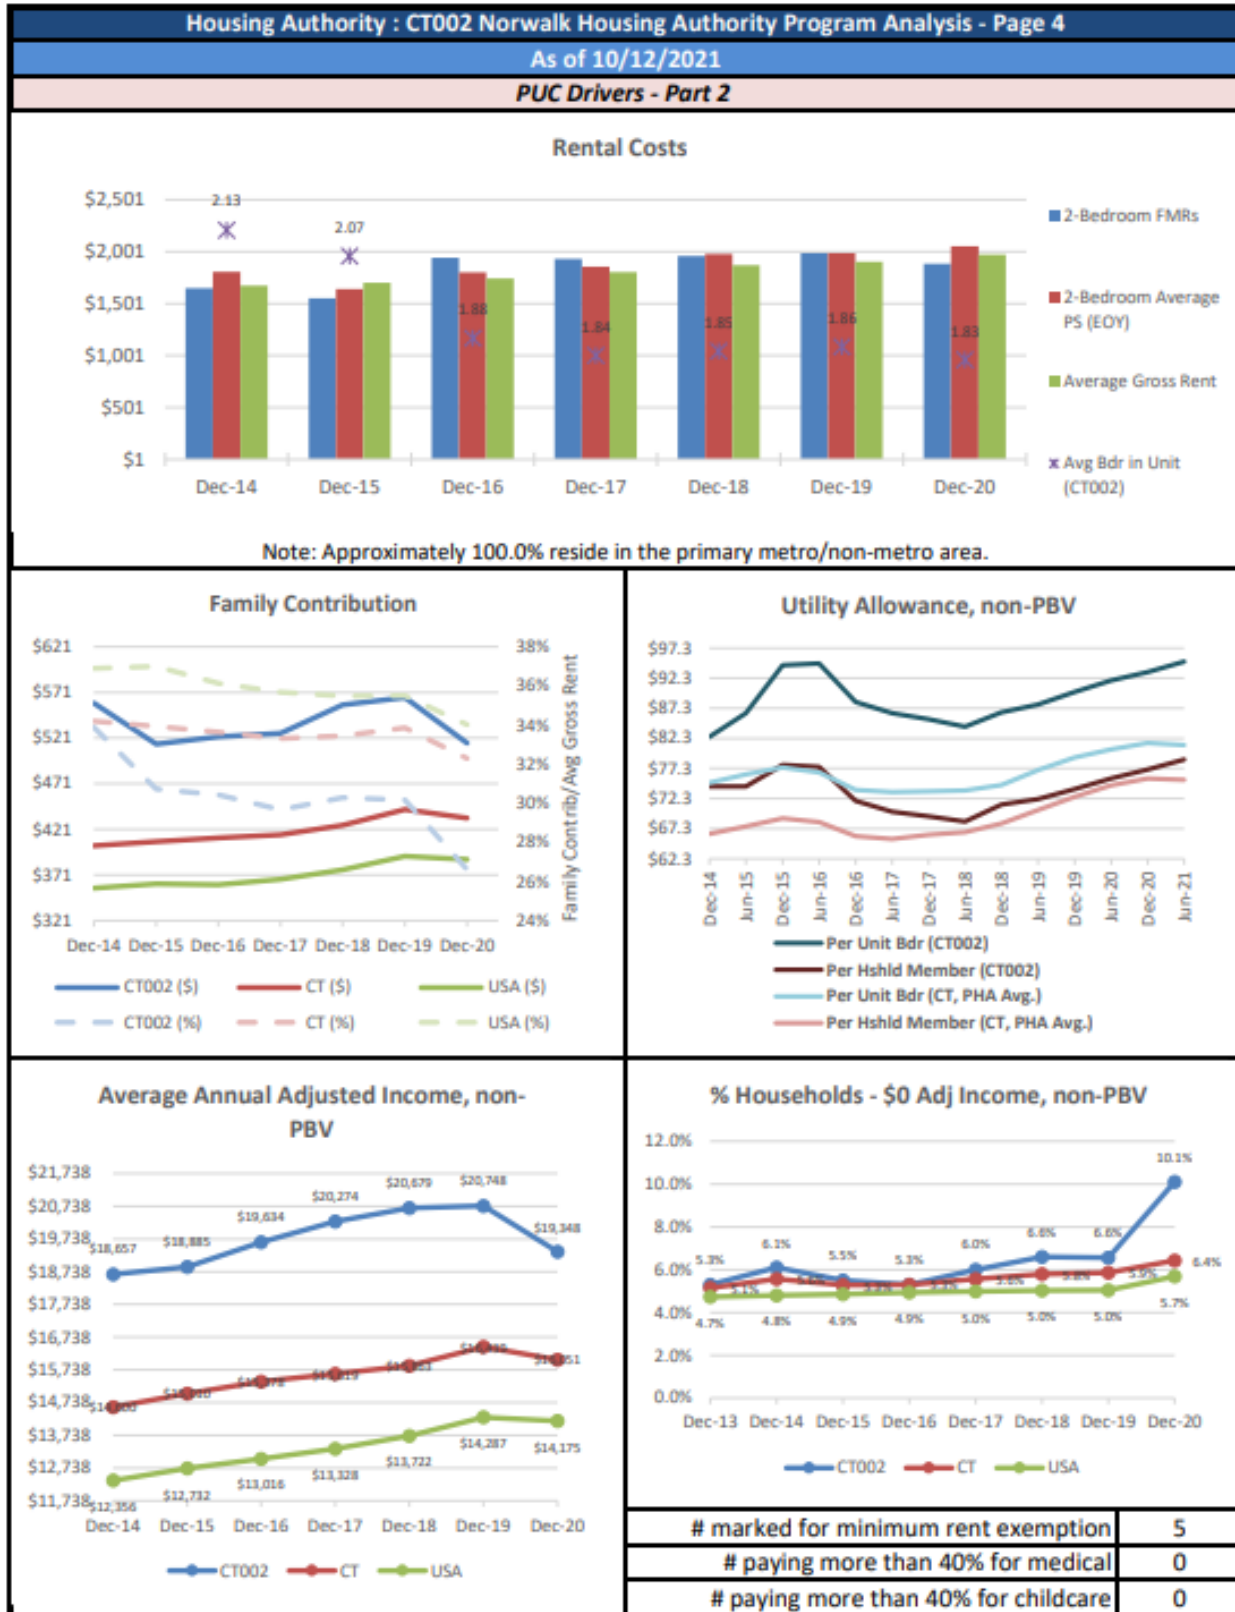 Housing Authority : CT002 Norwalk Housing Authority Program Analysis - Page 4
As of 10/12/2021
PUC Drivers - Part 2
Rental Costs
$2,501
$2,001
$1,501
$1,001
$501
$1
2.13
2.07
1.88
1.84
1.85
1.86
1.83
Dec-14 Dec-15 Dec-16 Dec-17 Dec-18 Dec-19 Dec-20
2-Bedroom FMRs
2-Bedroom Average
PS (EOY)
Average Gross Rent
Avg Bdr in Unit
(CT002)
Note: Approximately 100.0% reside in the primary metro/non-metro area.
Family Contribution
$621
$571
$521
$471
$421
$371
$321
38%
36%
34%
32%
30%
28%
26%
24%
Family Contrib/Avg Gross Rent
Dec-14 Dec-15 Dec-16 Dec-17 Dec-18 Dec-19 Dec-20
CT002 ($) CT ($) USA ($)
CT002 (%) CT (%) USA (%)
Utility Allowance, non-PBV
$97.3
$92.3
$87.3
$82.3
$77.3
$72.3
$67.3
$62.3
Dec-14
Jun-15
Dec-15
Jun-16
Dec-16
Jun-17
Dec-17
Jun-18
Dec-18
Jun-19
Dec-19
Jun-20
Dec-20
Jun-21
Per Unit Bdr (CT002)
Per Hshld Member (CT002)
Per Unit Bdr (CT, PHA Avg.)
Per Hshld Member (CT, PHA Avg.)
Average Annual Adjusted Income, non-
PBV
$21,738
$20,738
$19,738
$18,738
$17,738
$16,738
$15,738
$14,738
$13,738
$12,738
$11,738
$18,657
$18,885
$19,634
$20,274
$20,679
$20,748
$19,348
$12,356
$12,732
$13,016
$13,328
$13,722
$14,287
$14,175
Dec-14 Dec-15 Dec-16 Dec-17 Dec-18 Dec-19 Dec-20
CT002 CT USA
% Households - $0 Adj Income, non-PBV
12.0%
10.0%
8.0%
6.0%
4.0%
2.0%
0.0%
5.3%
6.1%
5.5%
5.3%
6.0%
6.6%
6.6%
10.1%
5.1%
5.9%
6.4%
4.7%
4.8%
4.9%
4.9%
5.0%
5.0%
5.0%
5.7%
Dec-13 Dec-14 Dec-15 Dec-16 Dec-17 Dec-18 Dec-19 Dec-20
CT002 CT USA
# marked for minimum rent exemption 5
# paying more than 40% for medical 0
# paying more than 40% for childcare 0